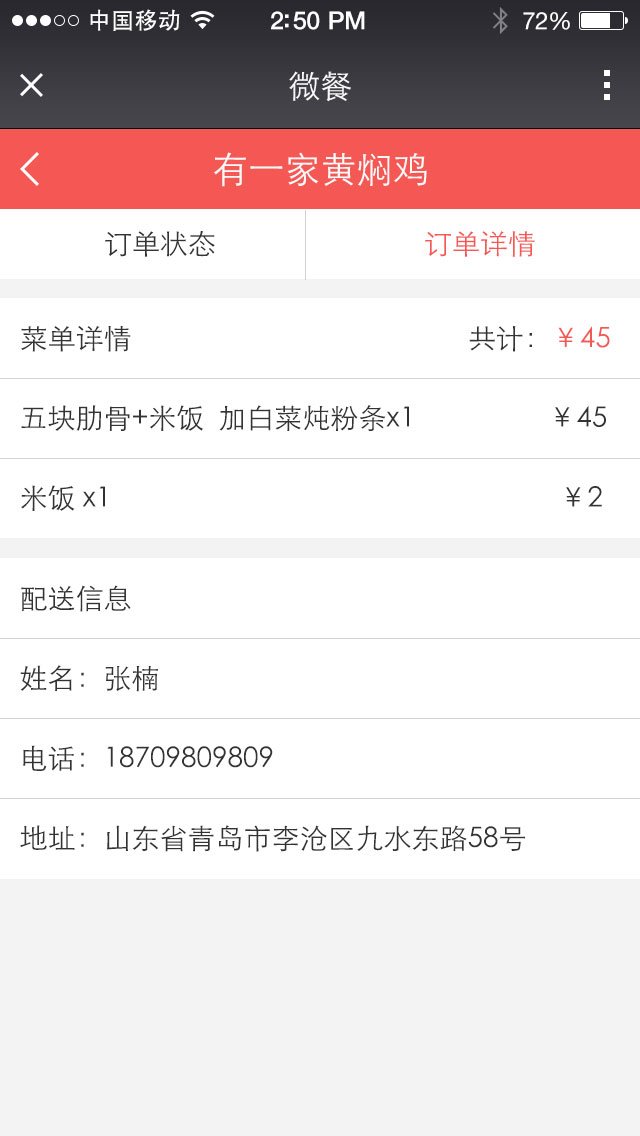 中国移动 2:50 PM 72%
微餐
有一家黄焖鸡
订单状态 订单详情
菜单详情 共计：￥45
五块肋骨+米饭 加白菜炖粉条x1 ￥45
米饭 x1 ￥2
配送信息
姓名：张楠
电话：18709809809
地址：山东省青岛市李沧区九水东路58号